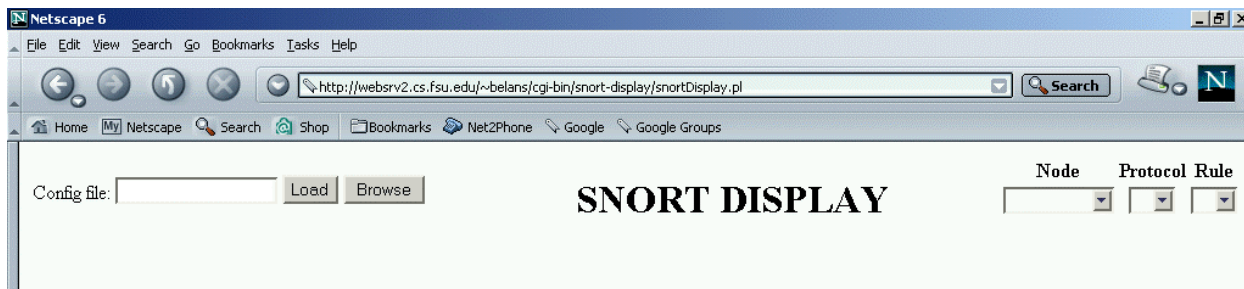 Netscape 6
File Edit View Search Go Bookmarks Tasks Help
http://websrv2.cs.fsu.edu/~belans/cgi-bin/snort-display/snortDisplay.pl Search N
Home My Netscape Search Shop Bookmarks Net2Phone Google Google Groups
Node Protocol Rule
Config file: Load Browse SNORT DISPLAY